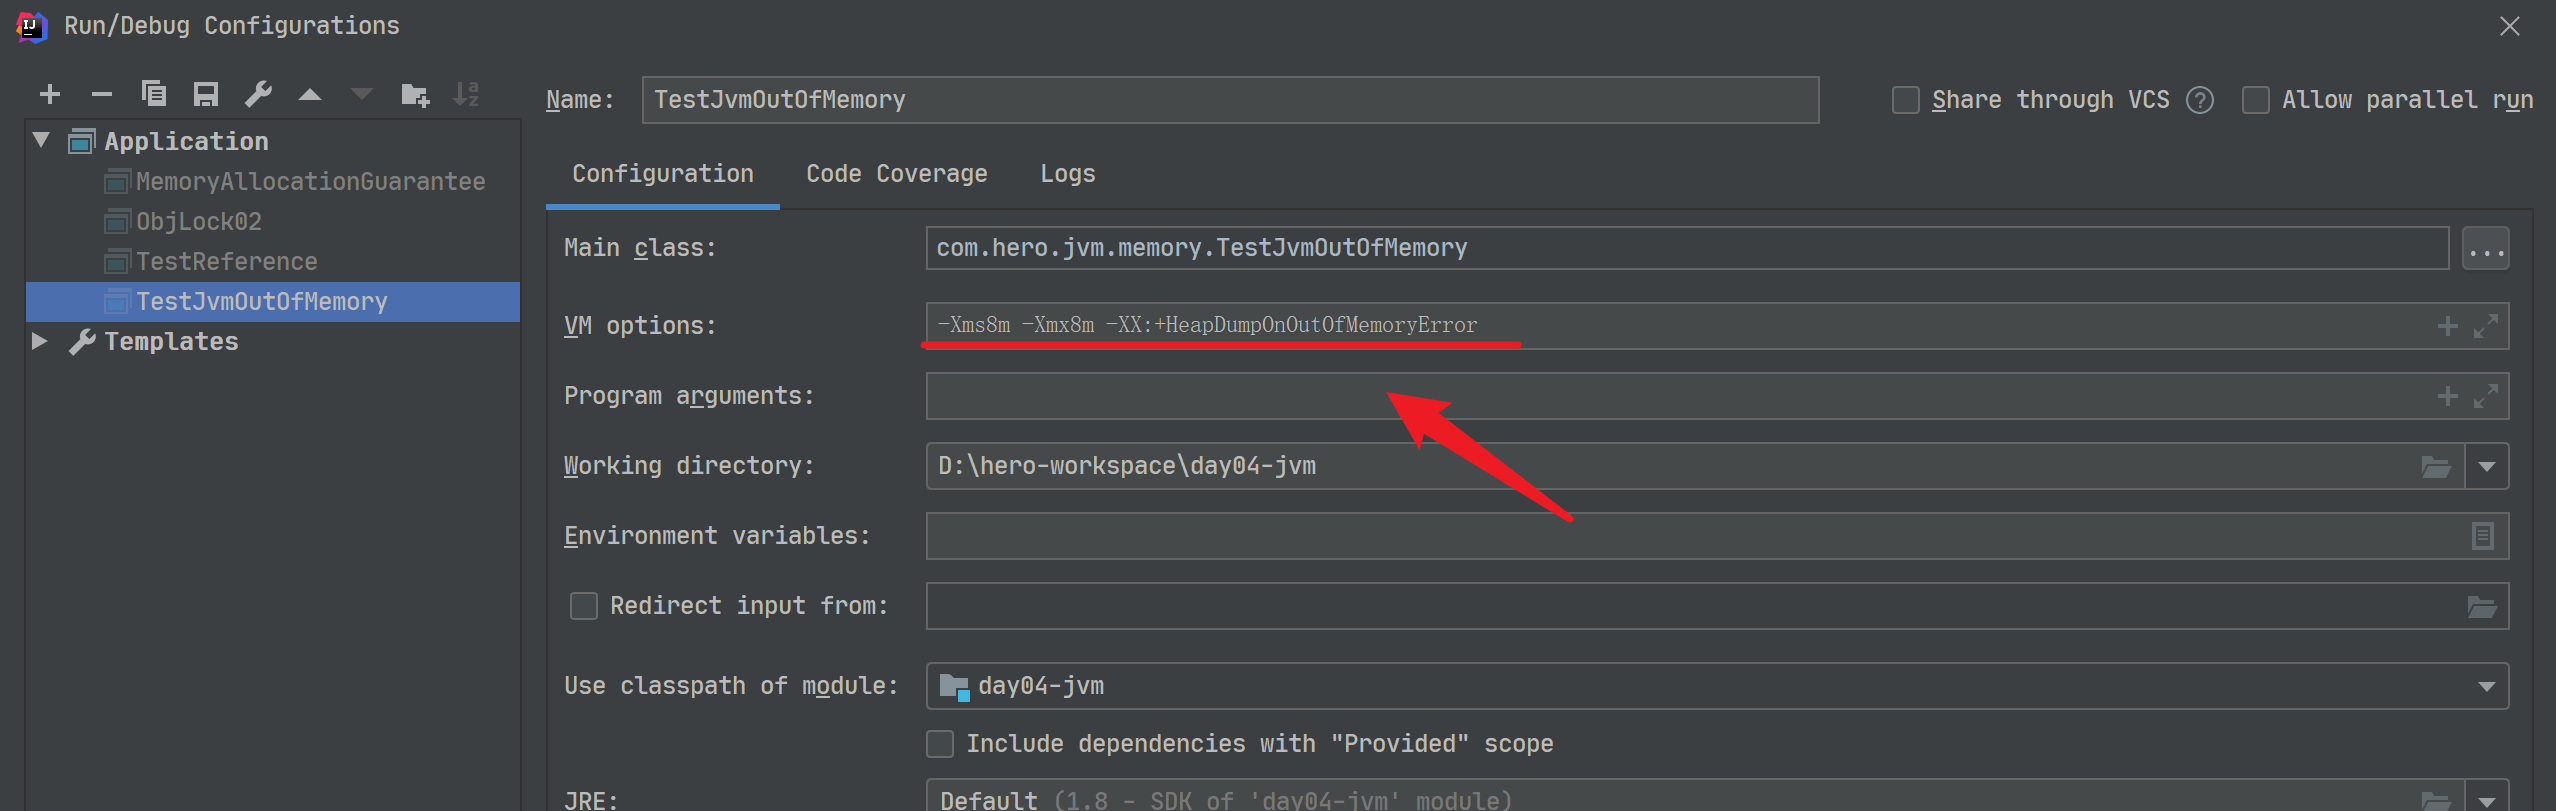 Run/Debug Configurations
Name: TestJvmOutOfMemory
Share through VCS
Allow parallel run
Application
MemoryAllocationGuarantee
ObjLock02
TestReference
TestJvmOutOfMemory
Templates
Configuration Code Coverage Logs
Main class: com.hero.jvm.memory.TestJvmOutOfMemory ...
VM options: -Xms8m -Xmx8m -XX:+HeapDumpOnOutOfMemoryError
Program arguments:
Working directory: D:\hero-workspace\day04-jvm
Environment variables:
Redirect input from:
Use classpath of module: day04-jvm
Include dependencies with "Provided" scope
JRE: Default (1.8 - SDK of 'day04-jvm' module)